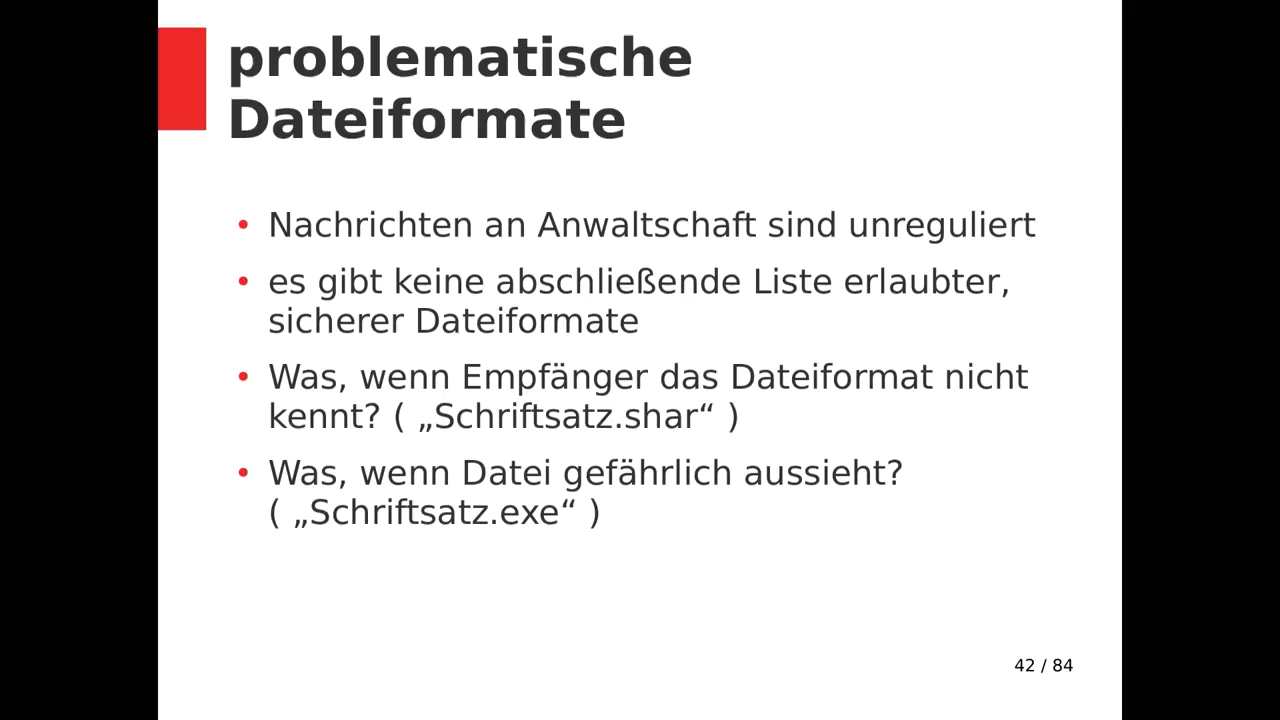 problematische
Dateiformate
• Nachrichten an Anwaltschaft sind unreguliert
• es gibt keine abschließende Liste erlaubter,
sicherer Dateiformate
• Was, wenn Empfänger das Dateiformat nicht
kennt? ( „Schriftsatz.shar“ )
• Was, wenn Datei gefährlich aussieht?
( „Schriftsatz.exe“ )
42 / 84